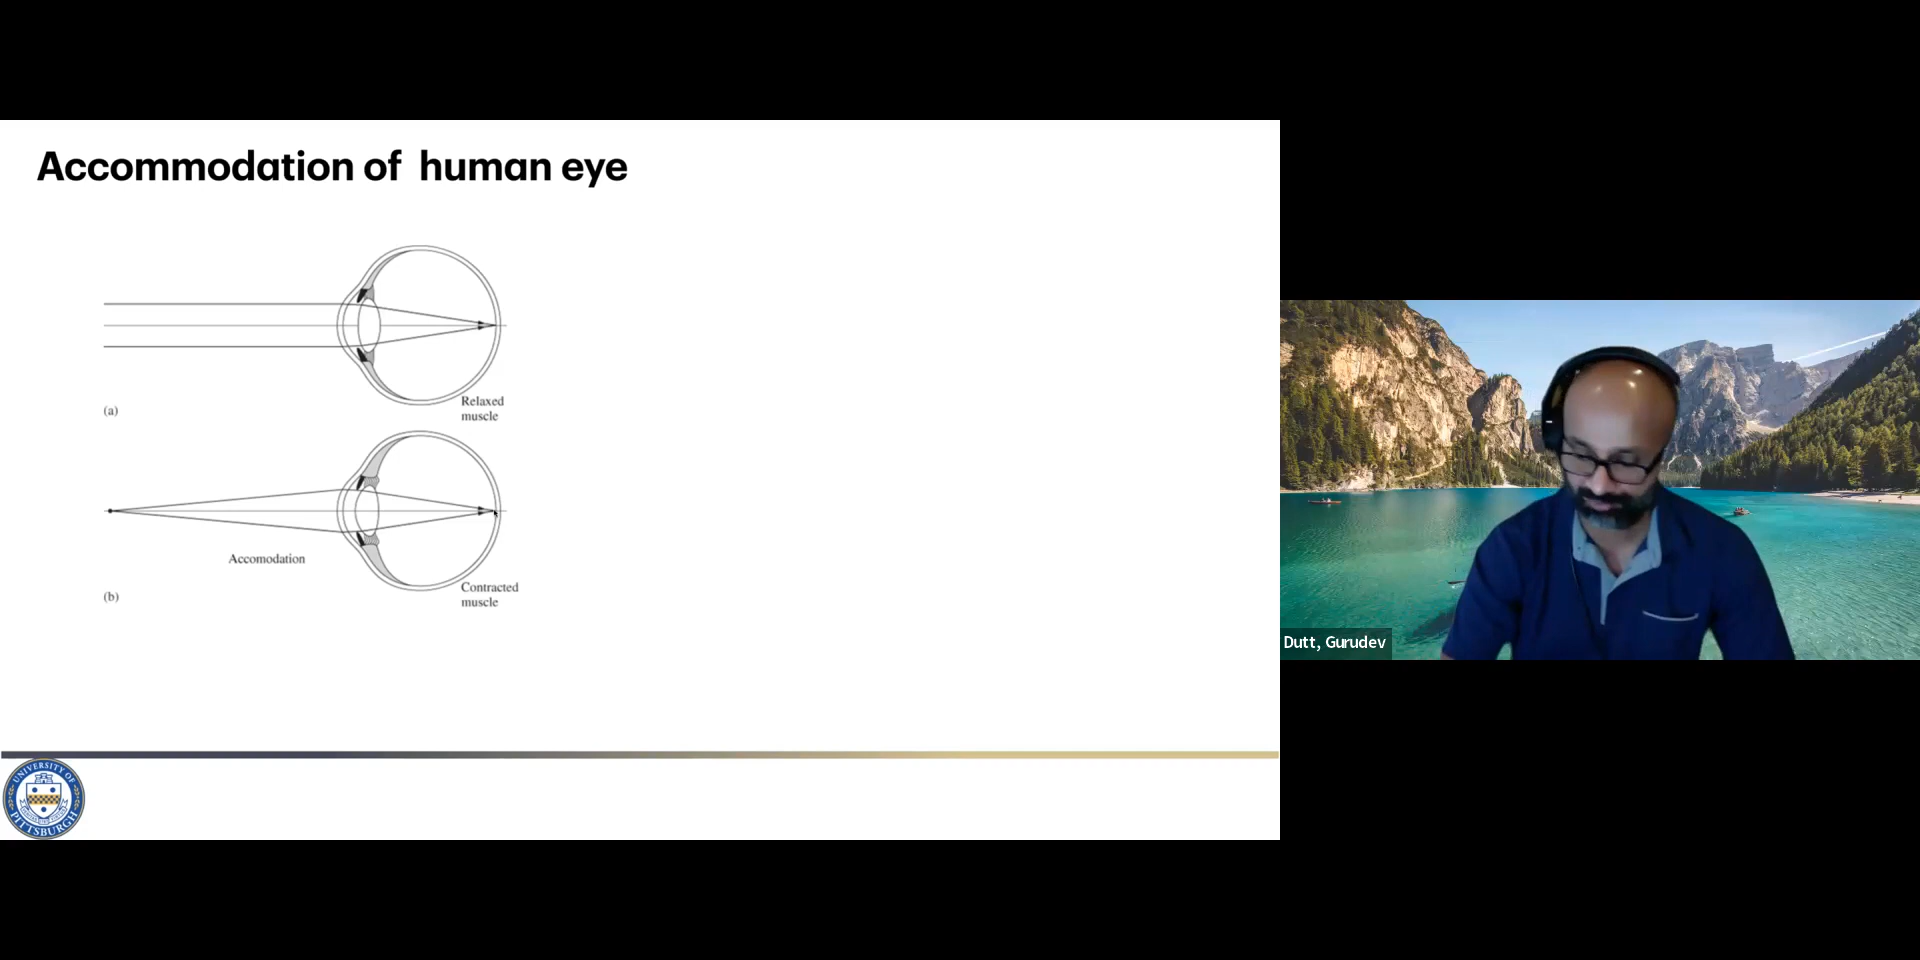 Accommodation of human eye
Relaxed
muscle
(a)
Accomodation
Contracted
muscle
(b)
UNIVERSITY OF
PITTSBURGH
Dutt, Gurudev